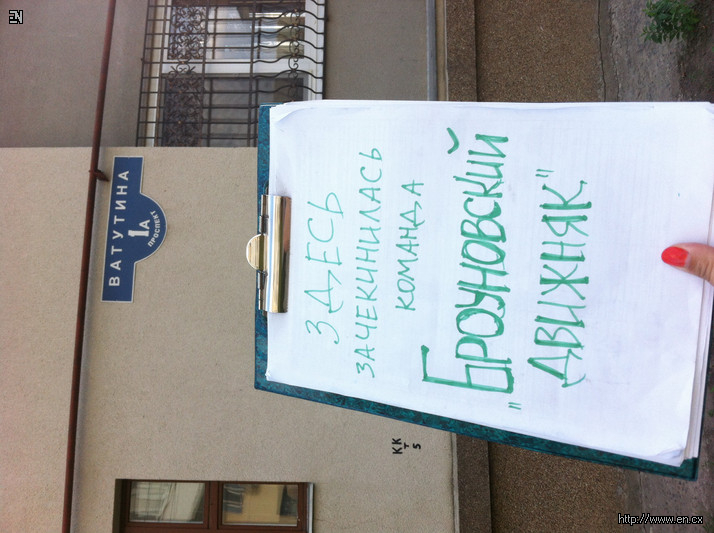 EN
ВАТУТИНА
1А
ПРОСПЕКТ
ЗДЕСЬ
ЗАЧЕКИНИЛАСЬ
КОМАНДА
"БРОУНОВСКИЙ
ДВИЖНЯК"
КК
Т
5
http://www.en.cx